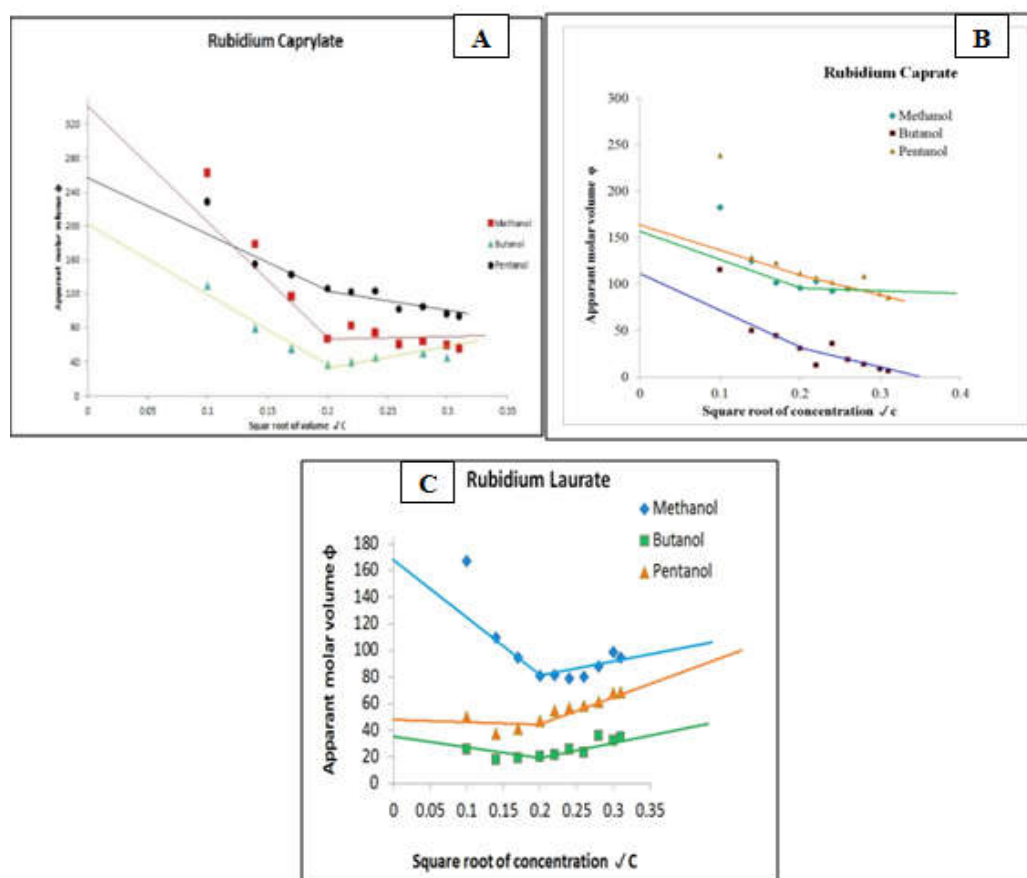 Rubidium Caprylate
A
320
280
240
200
160
120
80
40
0
Apparent molar volume ϕ
0
0.05
0.1
0.15
0.2
0.25
0.3
0.35
Squar root of volume √C
Methanol
Butanol
Pentanol
B
Rubidium Caprate
300
250
200
150
100
50
0
Apparant molar volume φ
0
0.1
0.2
0.3
0.4
Square root of concentration √c
Methanol
Butanol
Pentanol
C
Rubidium Laurate
Methanol
Butanol
Pentanol
180
160
140
120
100
80
60
40
20
0
Apparant molar volume ϕ
0 0.05 0.1 0.15 0.2 0.25 0.3 0.35
Square root of concentration √C